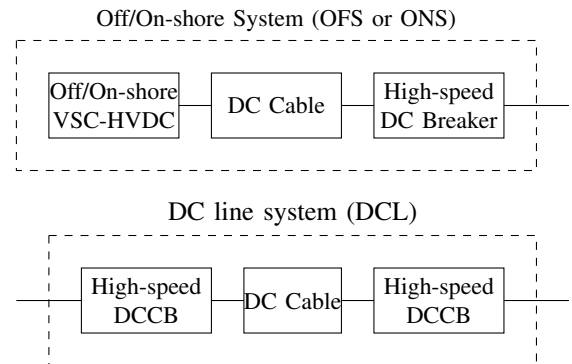 Off/On-shore System (OFS or ONS)
Off/On-shore
VSC-HVDC
DC Cable
High-speed
DC Breaker
DC line system (DCL)
High-speed
DCCB
DC Cable
High-speed
DCCB